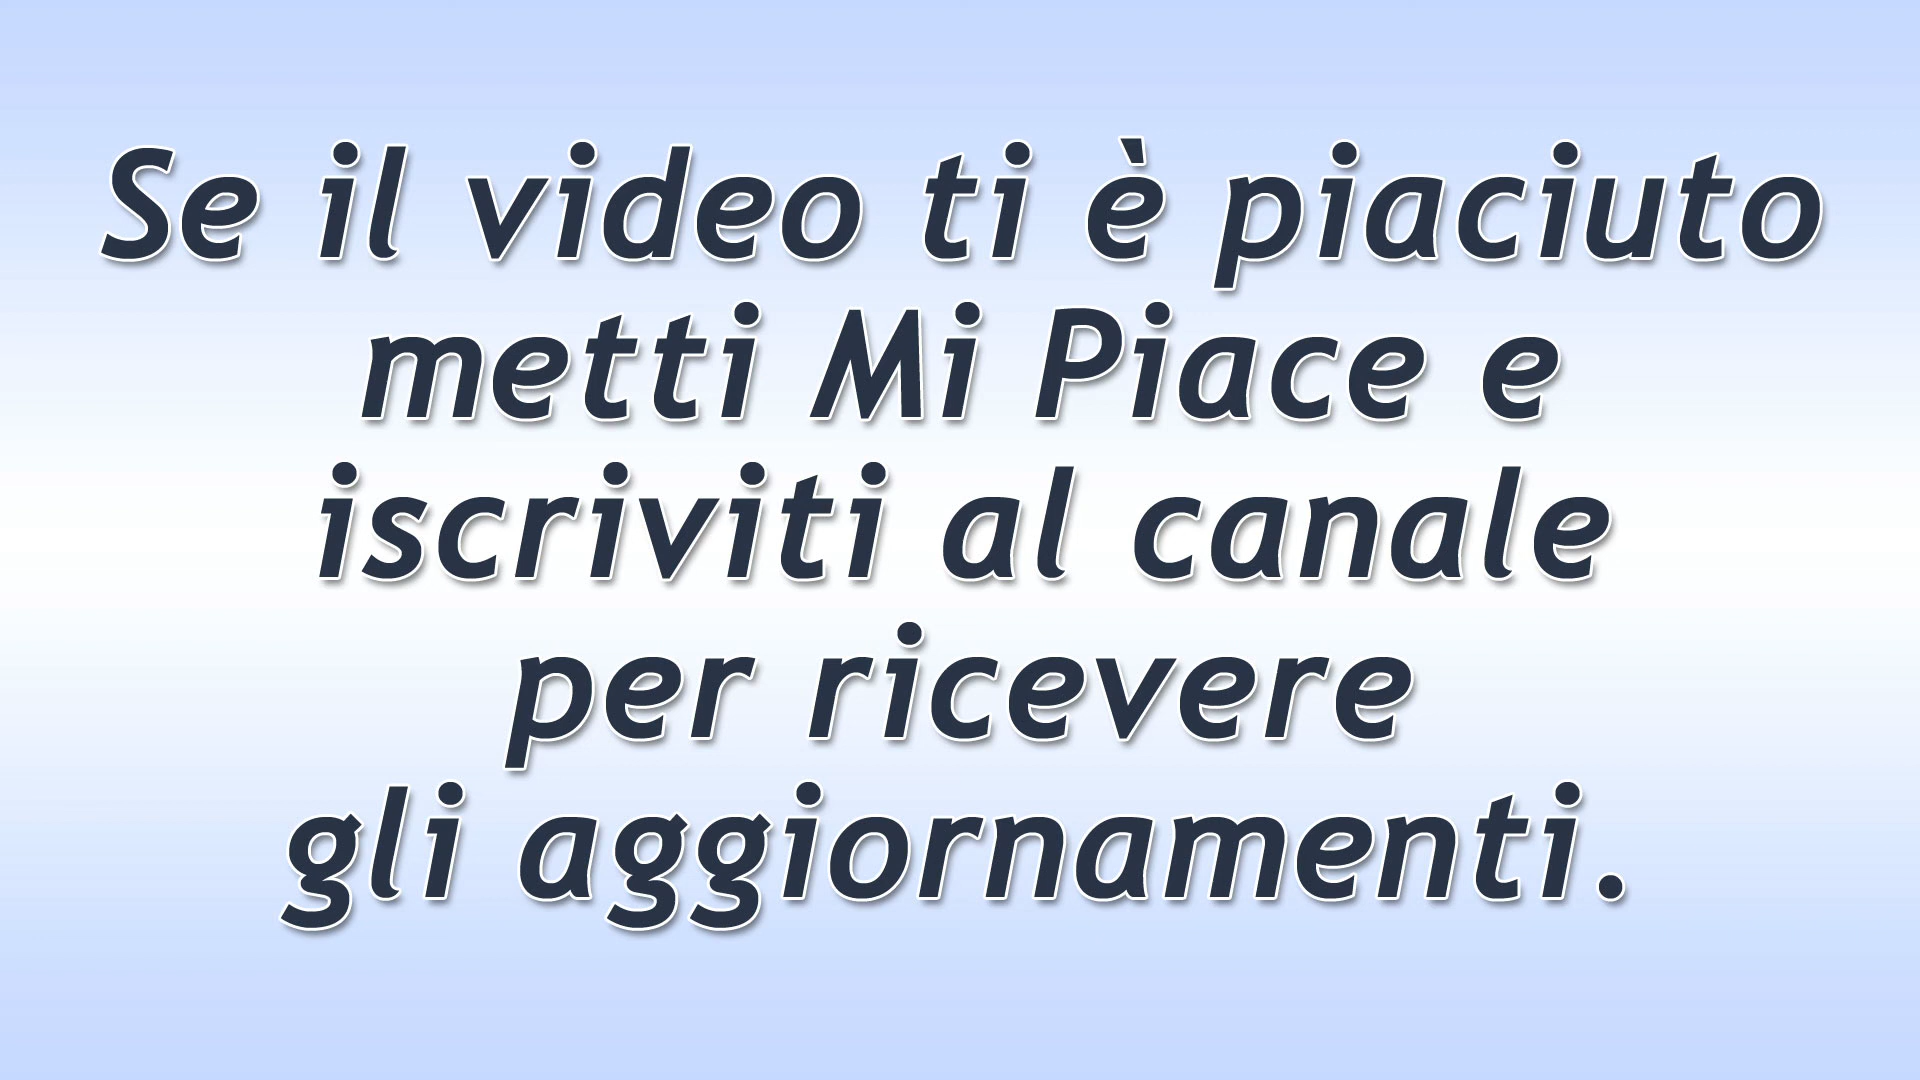 Se il video ti è piaciuto
metti Mi Piace e
iscriviti al canale
per ricevere
gli aggiornamenti.